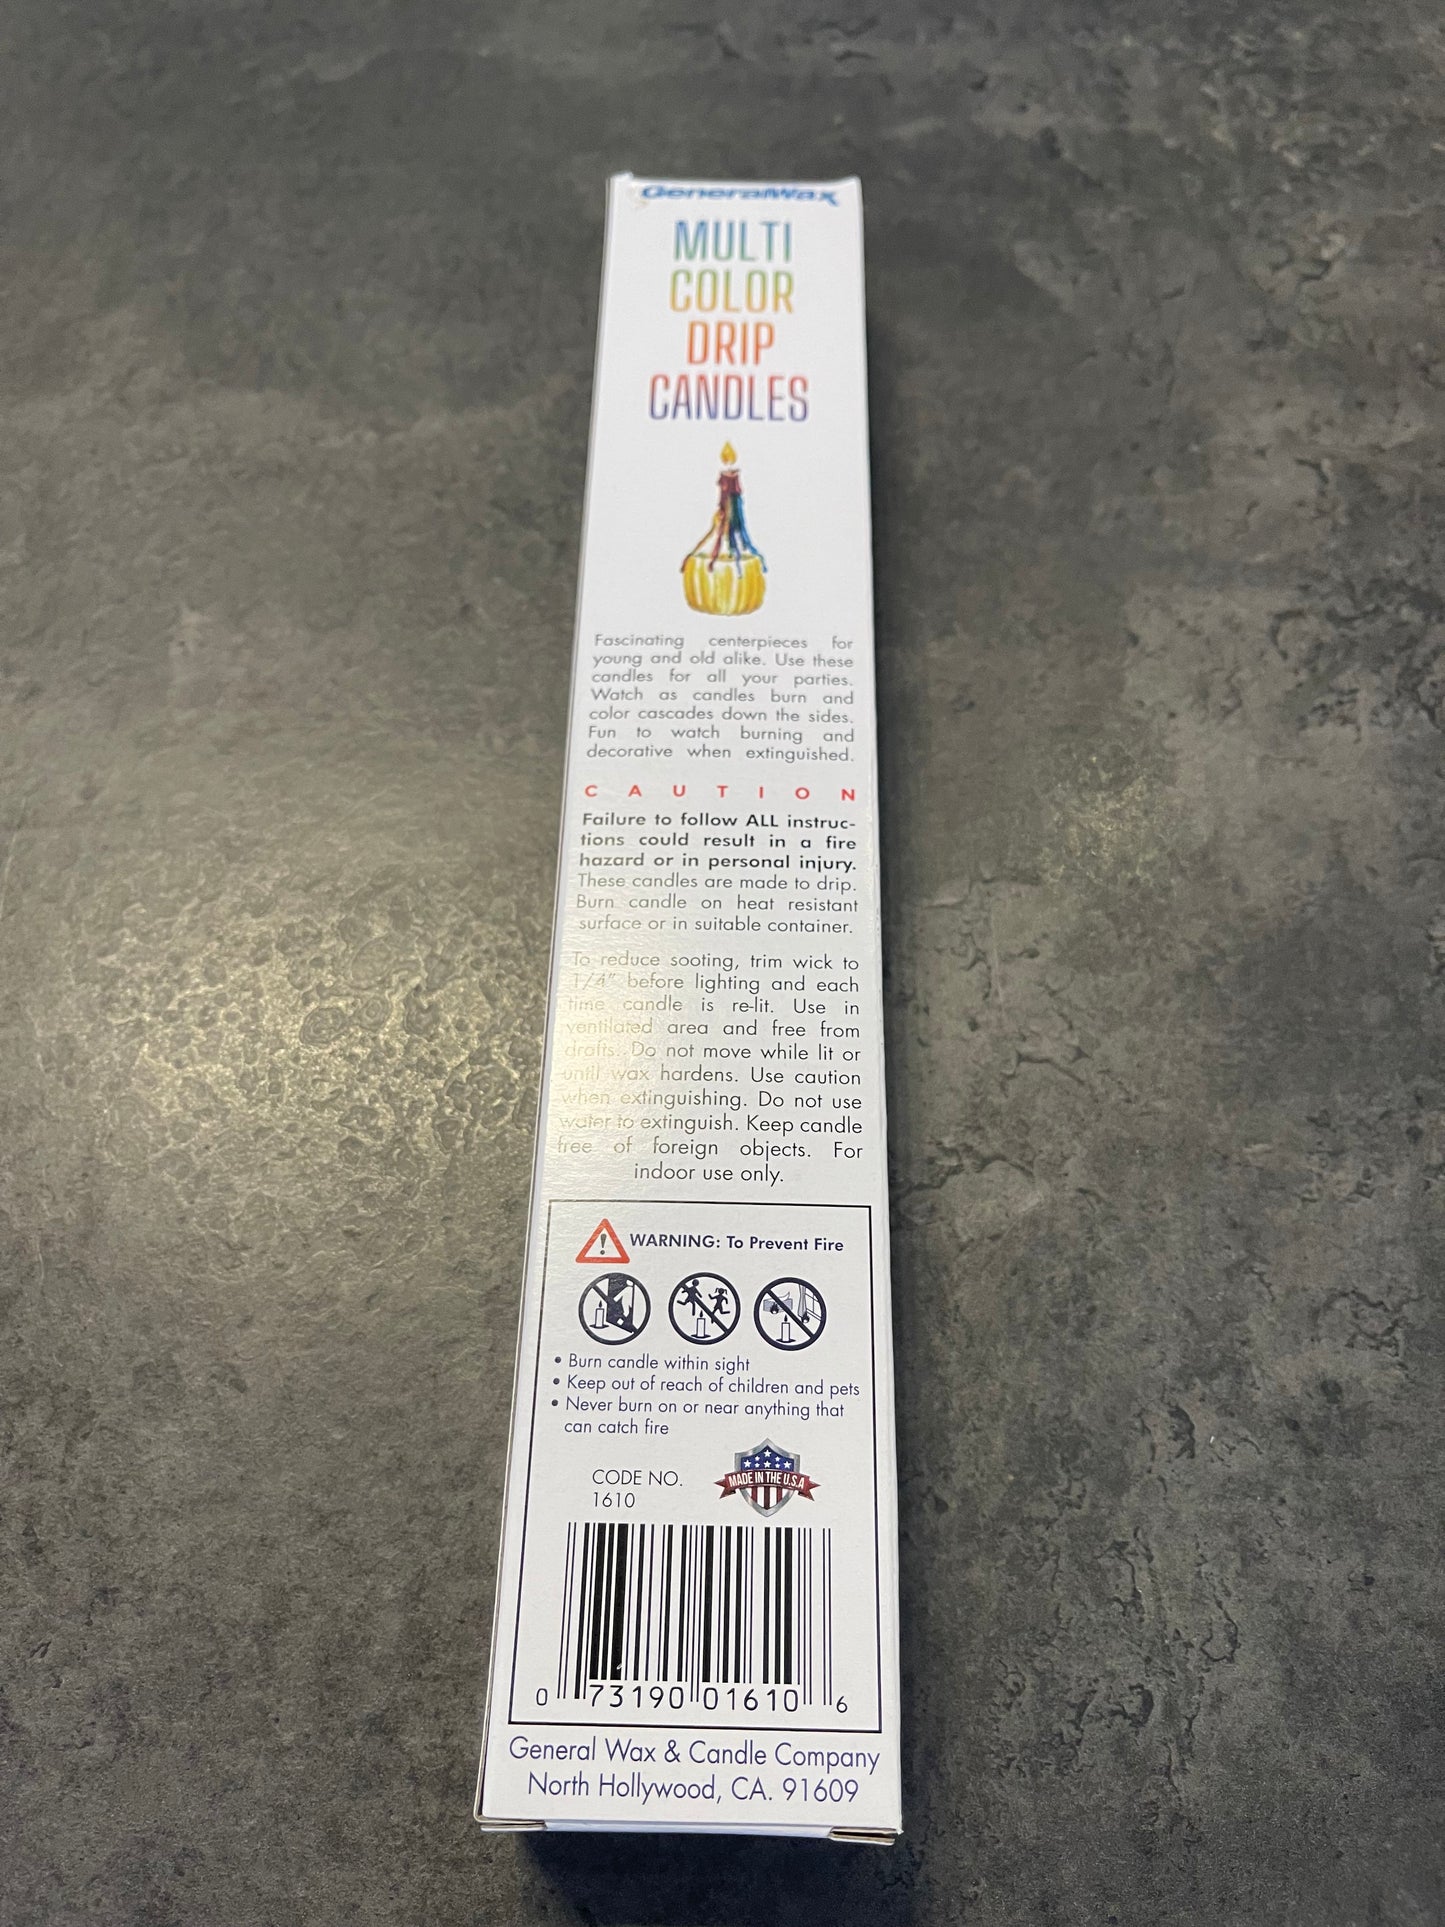 GeneralWax
MULTI
COLOR
DRIP
CANDLES
Fascinating centerpieces for
young and old alike. Use these
candles for all your parties.
Watch as candles burn and
color cascades down the sides.
Fun to watch burning and
decorative when extinguished.
CAUTION
Failure to follow ALL instruc-
tions could result in a fire
hazard or in personal injury.
These candles are made to drip.
Burn candle on heat resistant
surface or in suitable container.
To reduce sooting, trim wick to
1/4" before lighting and each
time candle is re-lit. Use in
ventilated area and free from
drafts. Do not move while lit or
until wax hardens. Use caution
when extinguishing. Do not use
water to extinguish. Keep candle
free of foreign objects. For
indoor use only.
WARNING: To Prevent Fire
• Burn candle within sight
• Keep out of reach of children and pets
• Never burn on or near anything that
can catch fire
CODE NO.
1610
MADE IN THE U.S.A
0 73190 01610 6
General Wax & Candle Company
North Hollywood, CA. 91609